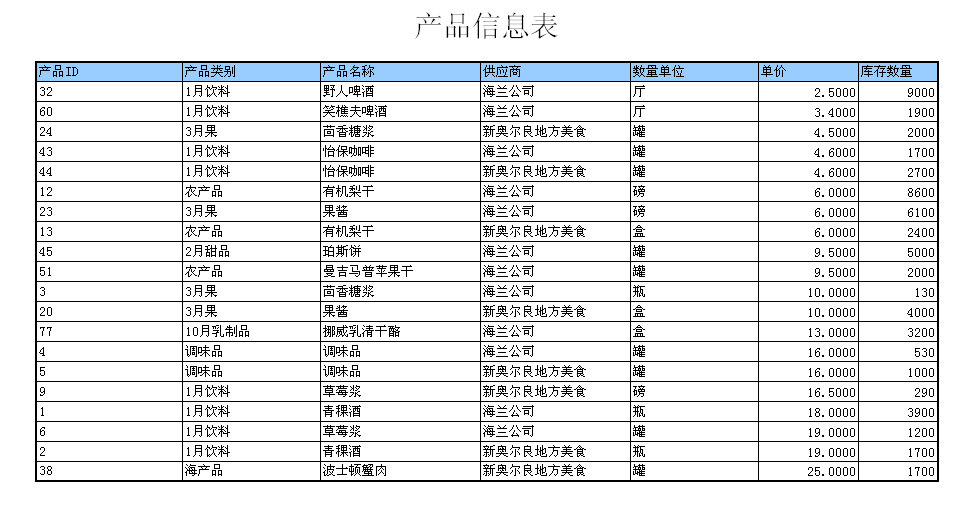 产品信息表
产品ID 产品类别 产品名称 供应商 数量单位 单价 库存数量
32 1月饮料 野人啤酒 海兰公司 厅 2.5000 9000
60 1月饮料 笑樵夫啤酒 海兰公司 厅 3.4000 1900
24 3月果 茴香糖浆 新奥尔良地方美食 罐 4.5000 2000
43 1月饮料 怡保咖啡 海兰公司 罐 4.6000 1700
44 1月饮料 怡保咖啡 新奥尔良地方美食 罐 4.6000 2700
12 农产品 有机梨干 海兰公司 磅 6.0000 8600
23 3月果 果酱 海兰公司 磅 6.0000 6100
13 农产品 有机梨干 新奥尔良地方美食 盒 6.0000 2400
45 2月甜品 珀斯饼 海兰公司 罐 9.5000 5000
51 农产品 曼吉马普苹果干 海兰公司 罐 9.5000 2000
3 3月果 茴香糖浆 海兰公司 瓶 10.0000 130
20 3月果 果酱 新奥尔良地方美食 盒 10.0000 4000
77 10月乳制品 挪威乳清干酪 海兰公司 盒 13.0000 3200
4 调味品 调味品 海兰公司 罐 16.0000 530
5 调味品 调味品 新奥尔良地方美食 罐 16.0000 1000
9 1月饮料 草莓浆 新奥尔良地方美食 磅 16.5000 290
1 1月饮料 青稞酒 海兰公司 瓶 18.0000 3900
6 1月饮料 草莓浆 海兰公司 罐 19.0000 1200
2 1月饮料 青稞酒 新奥尔良地方美食 瓶 19.0000 1700
38 海产品 波士顿蟹肉 新奥尔良地方美食 罐 25.0000 1700